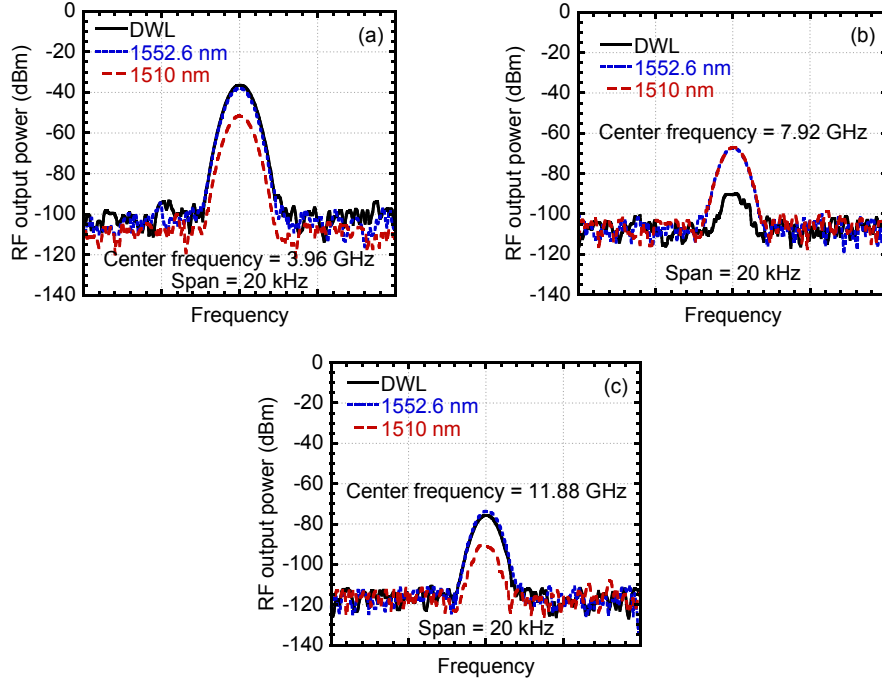 0
-20
-40
-60
-80
-100
-120
-140
RF output power (dBm)
DWL
1552.6 nm
1510 nm
(a)
Center frequency = 3.96 GHz
Span = 20 kHz
Frequency
0
-20
-40
-60
-80
-100
-120
-140
RF output power (dBm)
DWL
1552.6 nm
1510 nm
(b)
Center frequency = 7.92 GHz
Span = 20 kHz
Frequency
0
-20
-40
-60
-80
-100
-120
-140
RF output power (dBm)
DWL
1552.6 nm
1510 nm
(c)
Center frequency = 11.88 GHz
Span = 20 kHz
Frequency